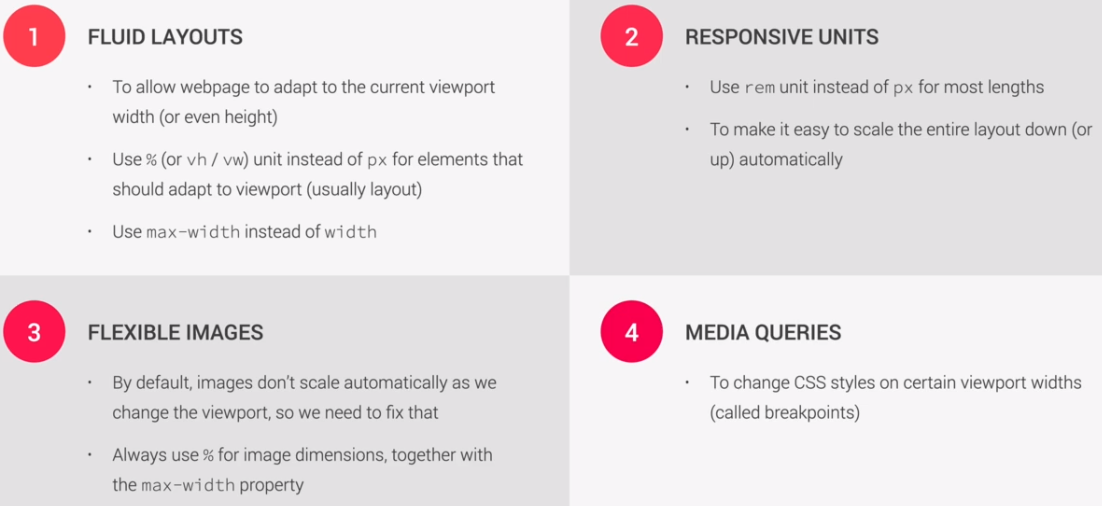 1
FLUID LAYOUTS
· To allow webpage to adapt to the current viewport
width (or even height)
· Use % (or vh / vw) unit instead of px for elements that
should adapt to viewport (usually layout)
· Use max-width instead of width
2
RESPONSIVE UNITS
· Use rem unit instead of px for most lengths
· To make it easy to scale the entire layout down (or
up) automatically
3
FLEXIBLE IMAGES
· By default, images don’t scale automatically as we
change the viewport, so we need to fix that
· Always use % for image dimensions, together with
the max-width property
4
MEDIA QUERIES
· To change CSS styles on certain viewport widths
(called breakpoints)